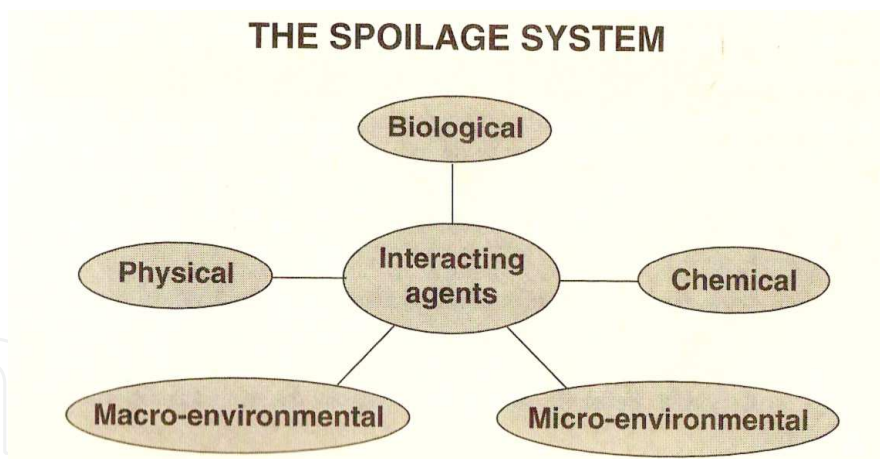 THE SPOILAGE SYSTEM
Biological
Physical
Interacting
agents
Chemical
Macro-environmental
Micro-environmental